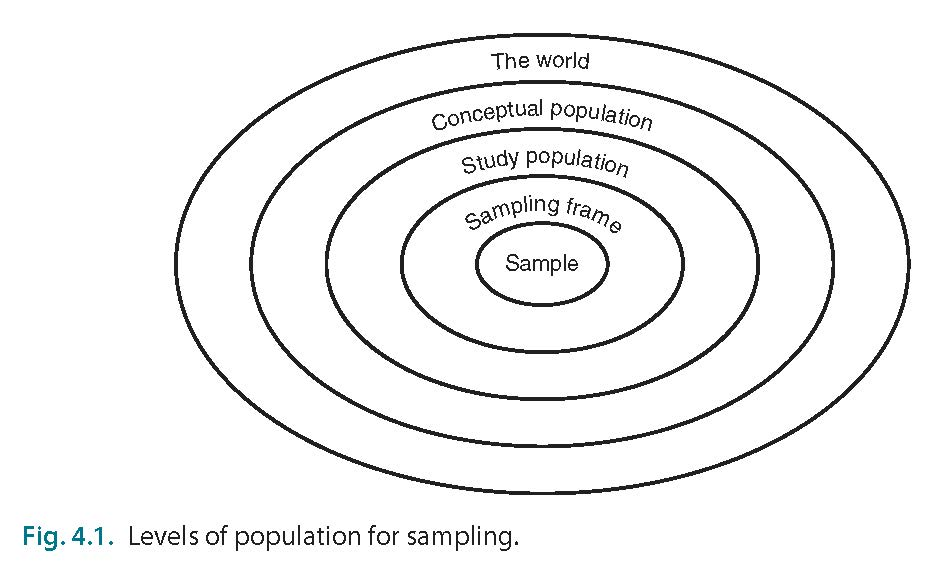 The world
Conceptual population
Study population
Sampling frame
Sample
Fig. 4.1. Levels of population for sampling.